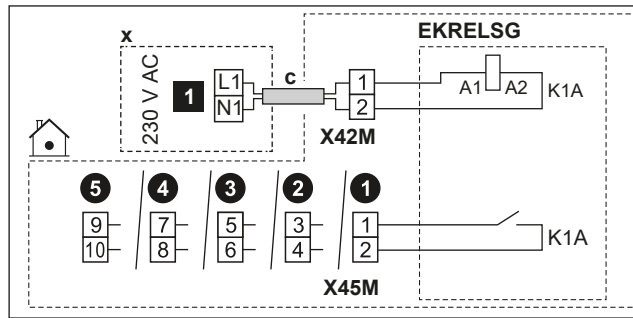 EKRELSG
x
230 V AC
1
L1
N1
c
1
2
X42M
A1 A2
K1A
5 4 3 2 1
9 7 5 3 1
10 8 6 4 2
X45M
K1A